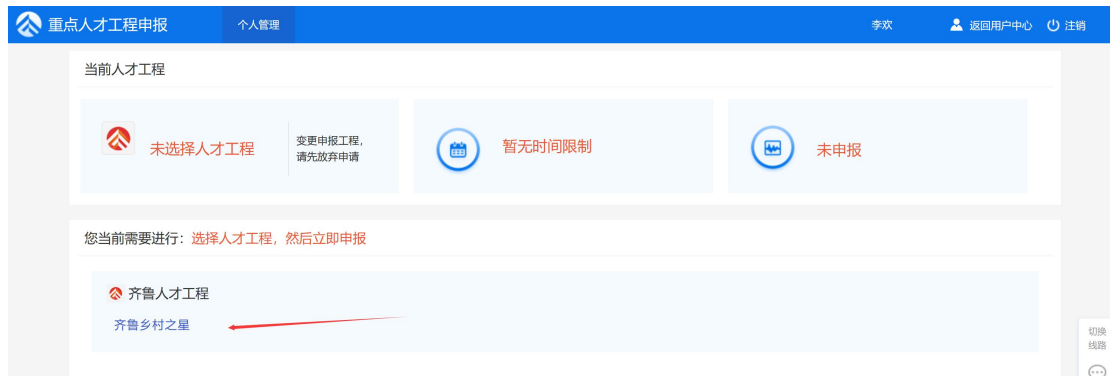 重点人才工程申报 个人管理 李欢 返回用户中心 注销
当前人才工程
未选择人才工程
变更申报工程，
请先放弃申请
暂无时间限制
未申报
您当前需要进行：选择人才工程，然后立即申报
齐鲁人才工程
齐鲁乡村之星
切换
线路